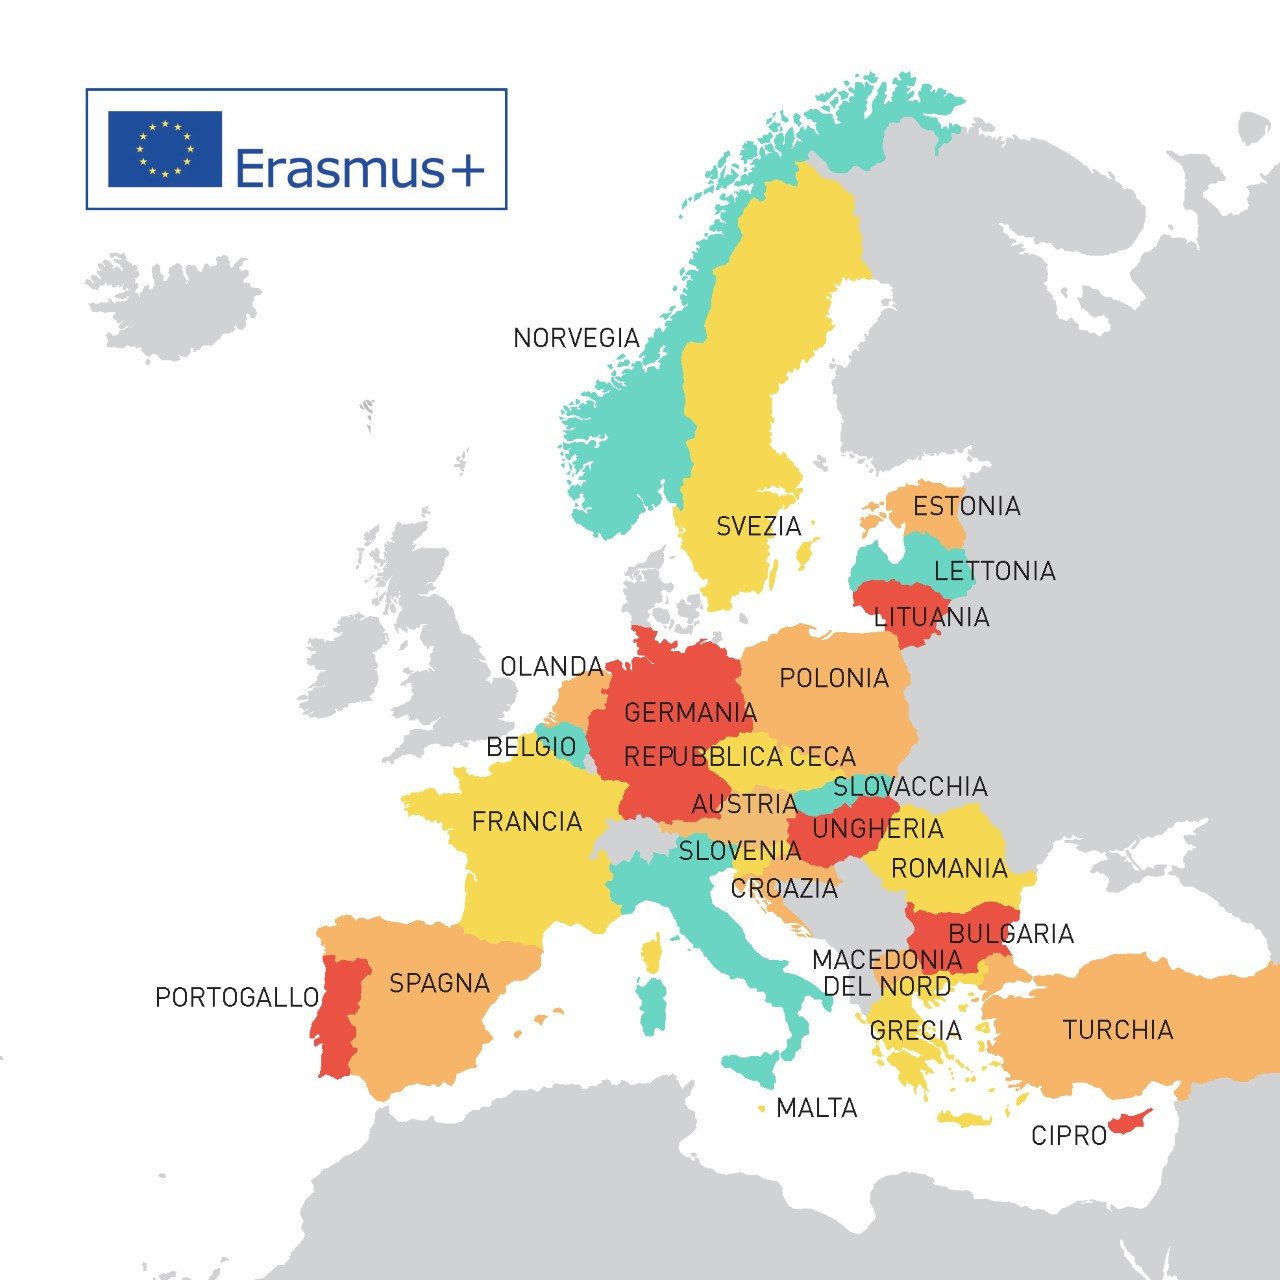 Erasmus+
NORVEGIA
ESTONIA
SVEZIA
LETTONIA
LITUANIA
OLANDA
POLONIA
GERMANIA
BELGIO
REPUBBLICA CECA
SLOVACCHIA
AUSTRIA
FRANCIA
UNGHERIA
SLOVENIA
ROMANIA
CROAZIA
BULGARIA
MACEDONIA
DEL NORD
SPAGNA
PORTOGALLO
GRECIA
TURCHIA
MALTA
CIPRO